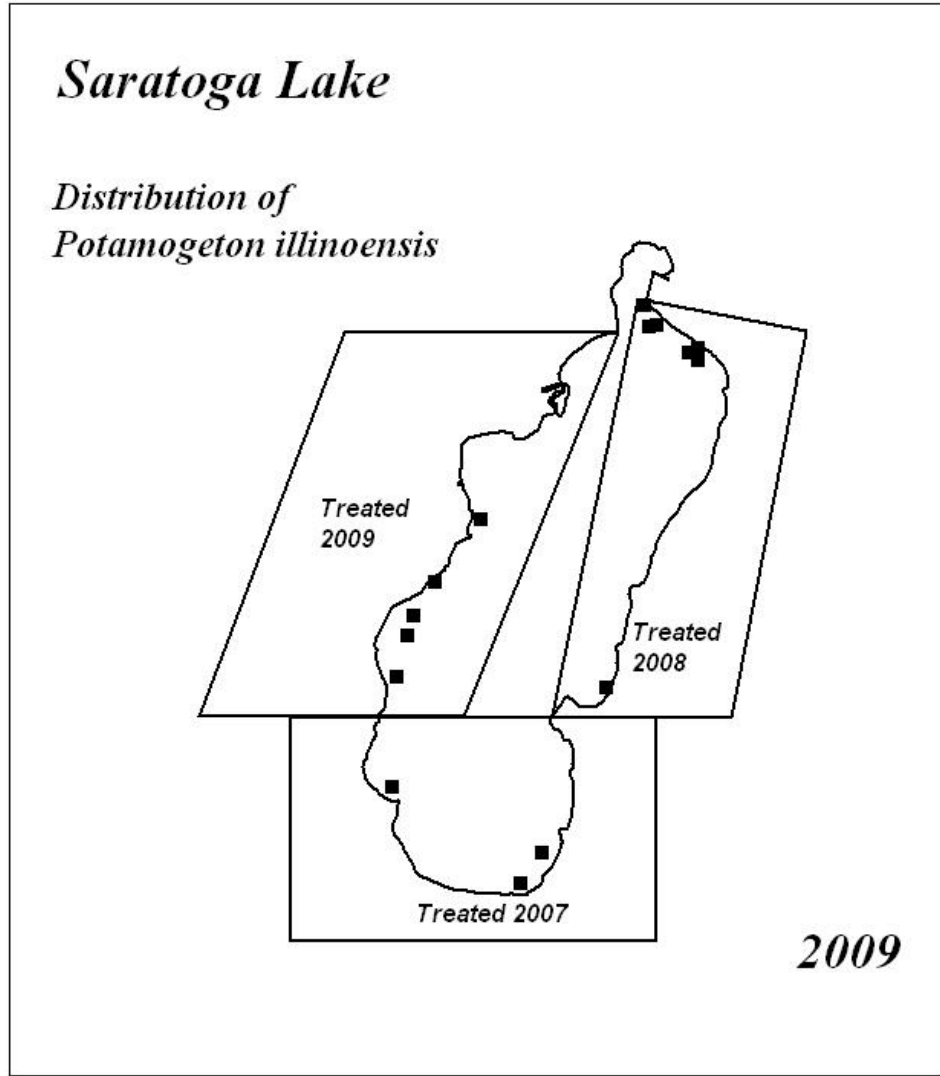 Saratoga Lake
Distribution of
Potamogeton illinoensis
Treated
2009
Treated
2008
Treated 2007
2009